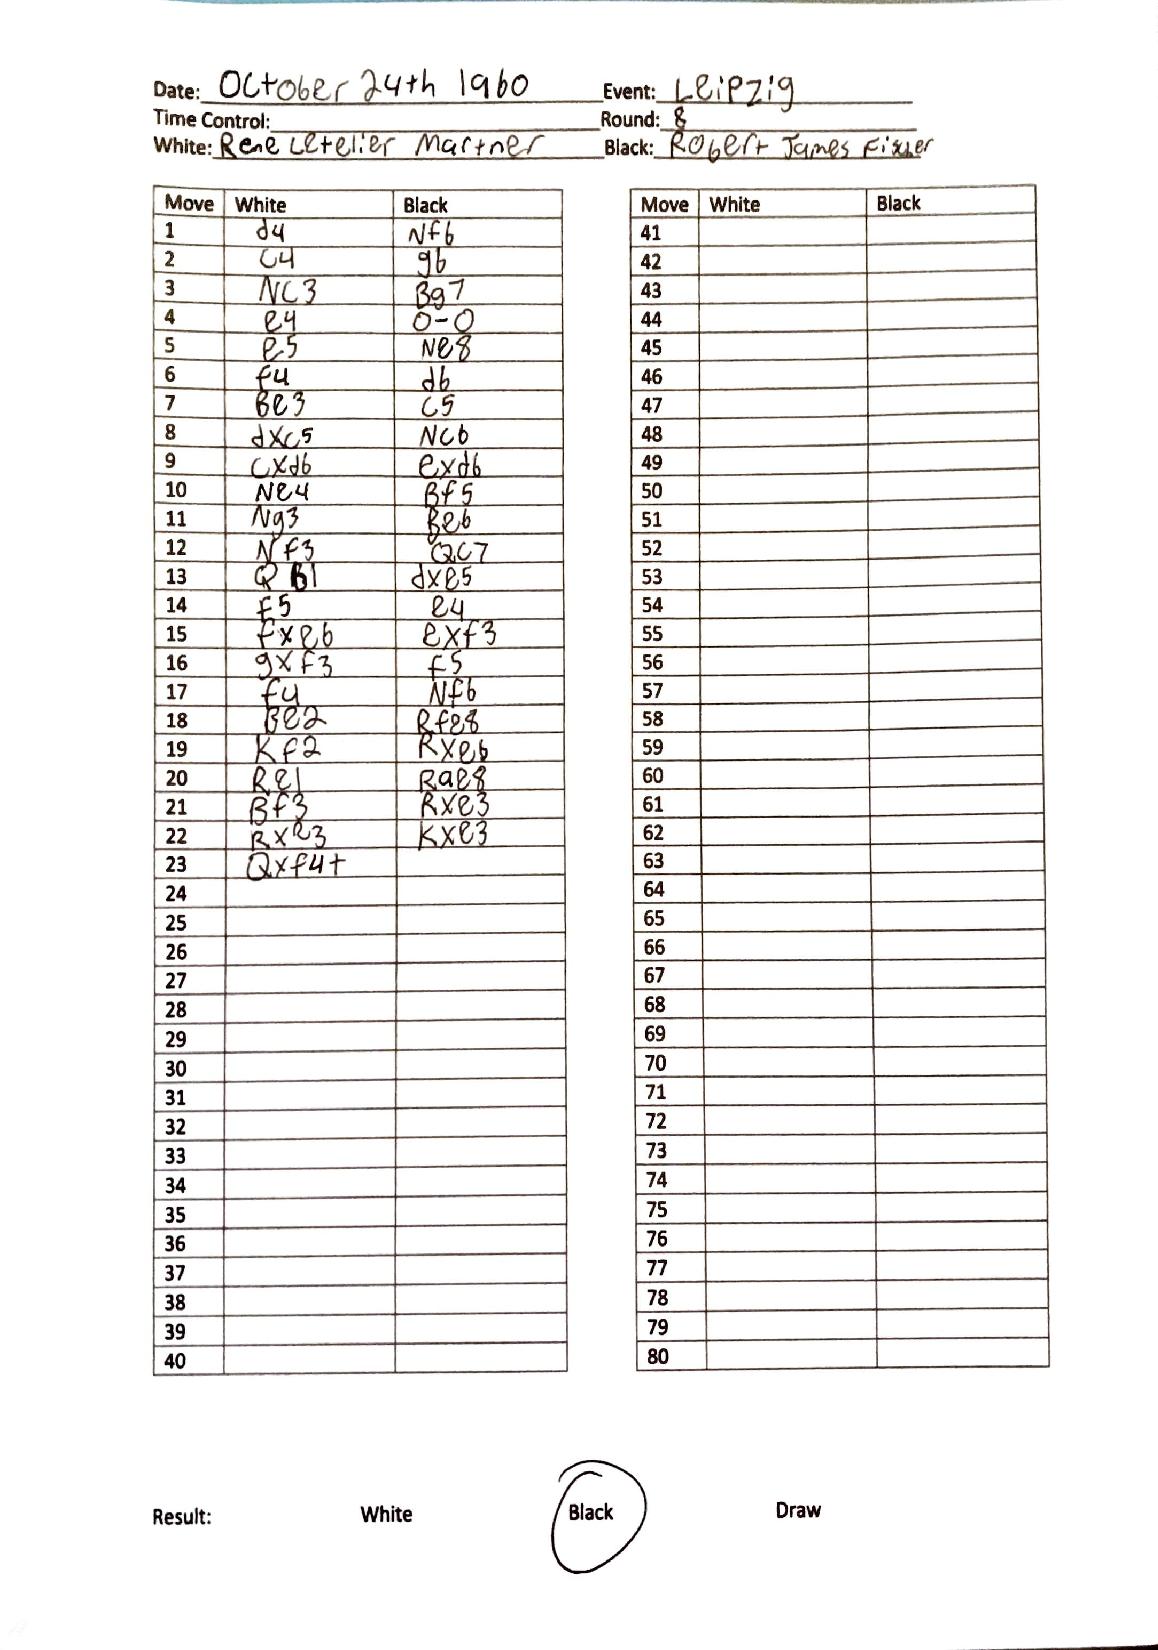 Date: October 24th 1960 Event: Leipzig
Time Control: Round: 8
White: Rene Letelier Martner Black: Robert James Fisher
Move White Black
1 d4 Nf6
2 C4 g6
3 NC3 Bg7
4 e4 0-0
5 e5 Ne8
6 f4 d6
7 Be3 C5
8 dxc5 NC6
9 cxd6 exd6
10 Ne4 Bf5
11 Ng3 Be6
12 Nf3 QC7
13 Q B1 dxe5
14 f5 e4
15 fxe6 exf3
16 gxf3 f5
17 f4 Nf6
18 Be2 Rfe8
19 Kf2 Rxe6
20 Re1 Rae8
21 Bf3 Rxe3
22 Rxe3 Kxe3
23 Qxf4+
24
25
26
27
28
29
30
31
32
33
34
35
36
37
38
39
40
Move White Black
41
42
43
44
45
46
47
48
49
50
51
52
53
54
55
56
57
58
59
60
61
62
63
64
65
66
67
68
69
70
71
72
73
74
75
76
77
78
79
80
Result: White Black Draw